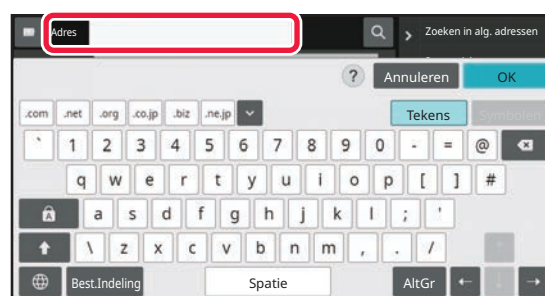 Adres Zoeken in alg. adressen
? Annuleren OK
.com .net .org .co.jp .biz .ne.jp Tekens Symbolen
` 1 2 3 4 5 6 7 8 9 0 - = @
q w e r t y u i o p [ ] #
A a s d f g h j k l ; '
\ z x c v b n m , . /
Best.Indeling Spatie AltGr